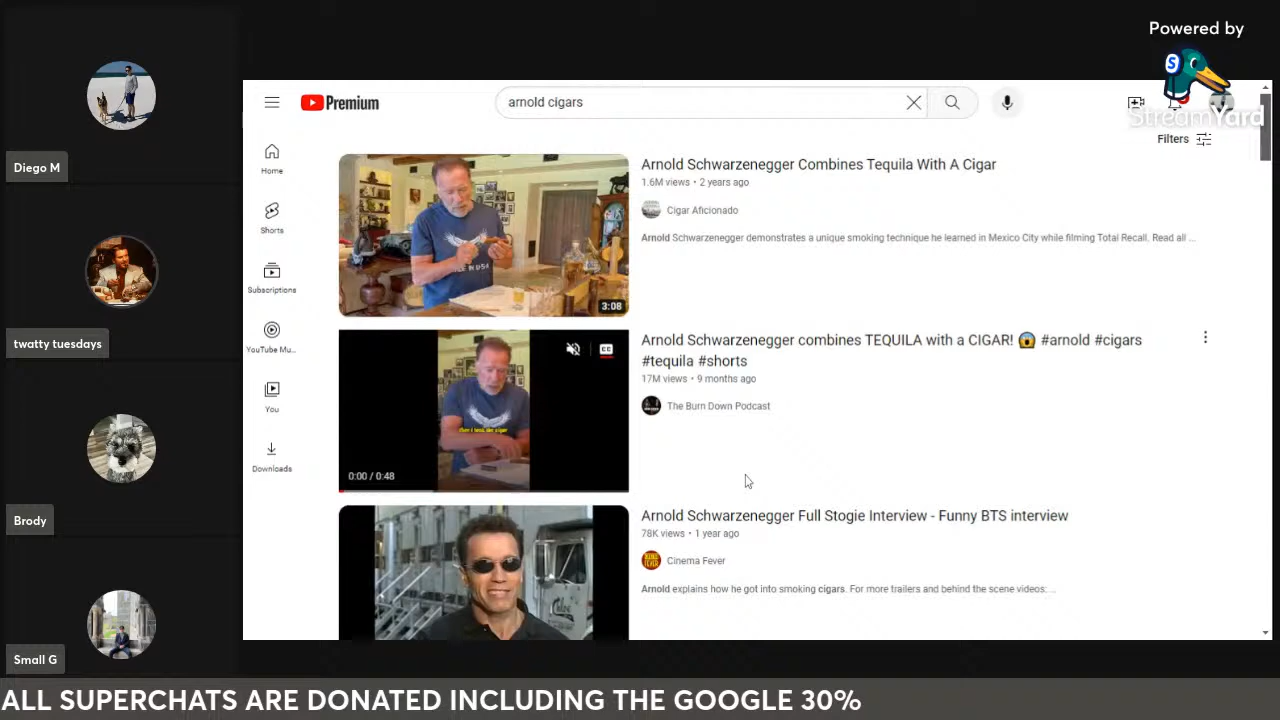 Powered by
StreamYard
Diego M
twatty tuesdays
Brody
Small G
Premium
arnold cigars
Filters
Home
Shorts
Subscriptions
YouTube Mu...
You
Downloads
3:08
Arnold Schwarzenegger Combines Tequila With A Cigar
1.6M views • 2 years ago
Cigar Aficionado
Arnold Schwarzenegger demonstrates a unique smoking technique he learned in Mexico City while filming Total Recall. Read all ...
CC
0:00 / 0:48
Arnold Schwarzenegger combines TEQUILA with a CIGAR! 😱 #arnold #cigars
#tequila #shorts
17M views • 9 months ago
The Burn Down Podcast
Arnold Schwarzenegger Full Stogie Interview - Funny BTS interview
78K views • 1 year ago
Cinema Fever
Arnold explains how he got into smoking cigars. For more trailers and behind the scene videos: ...
ALL SUPERCHATS ARE DONATED INCLUDING THE GOOGLE 30%